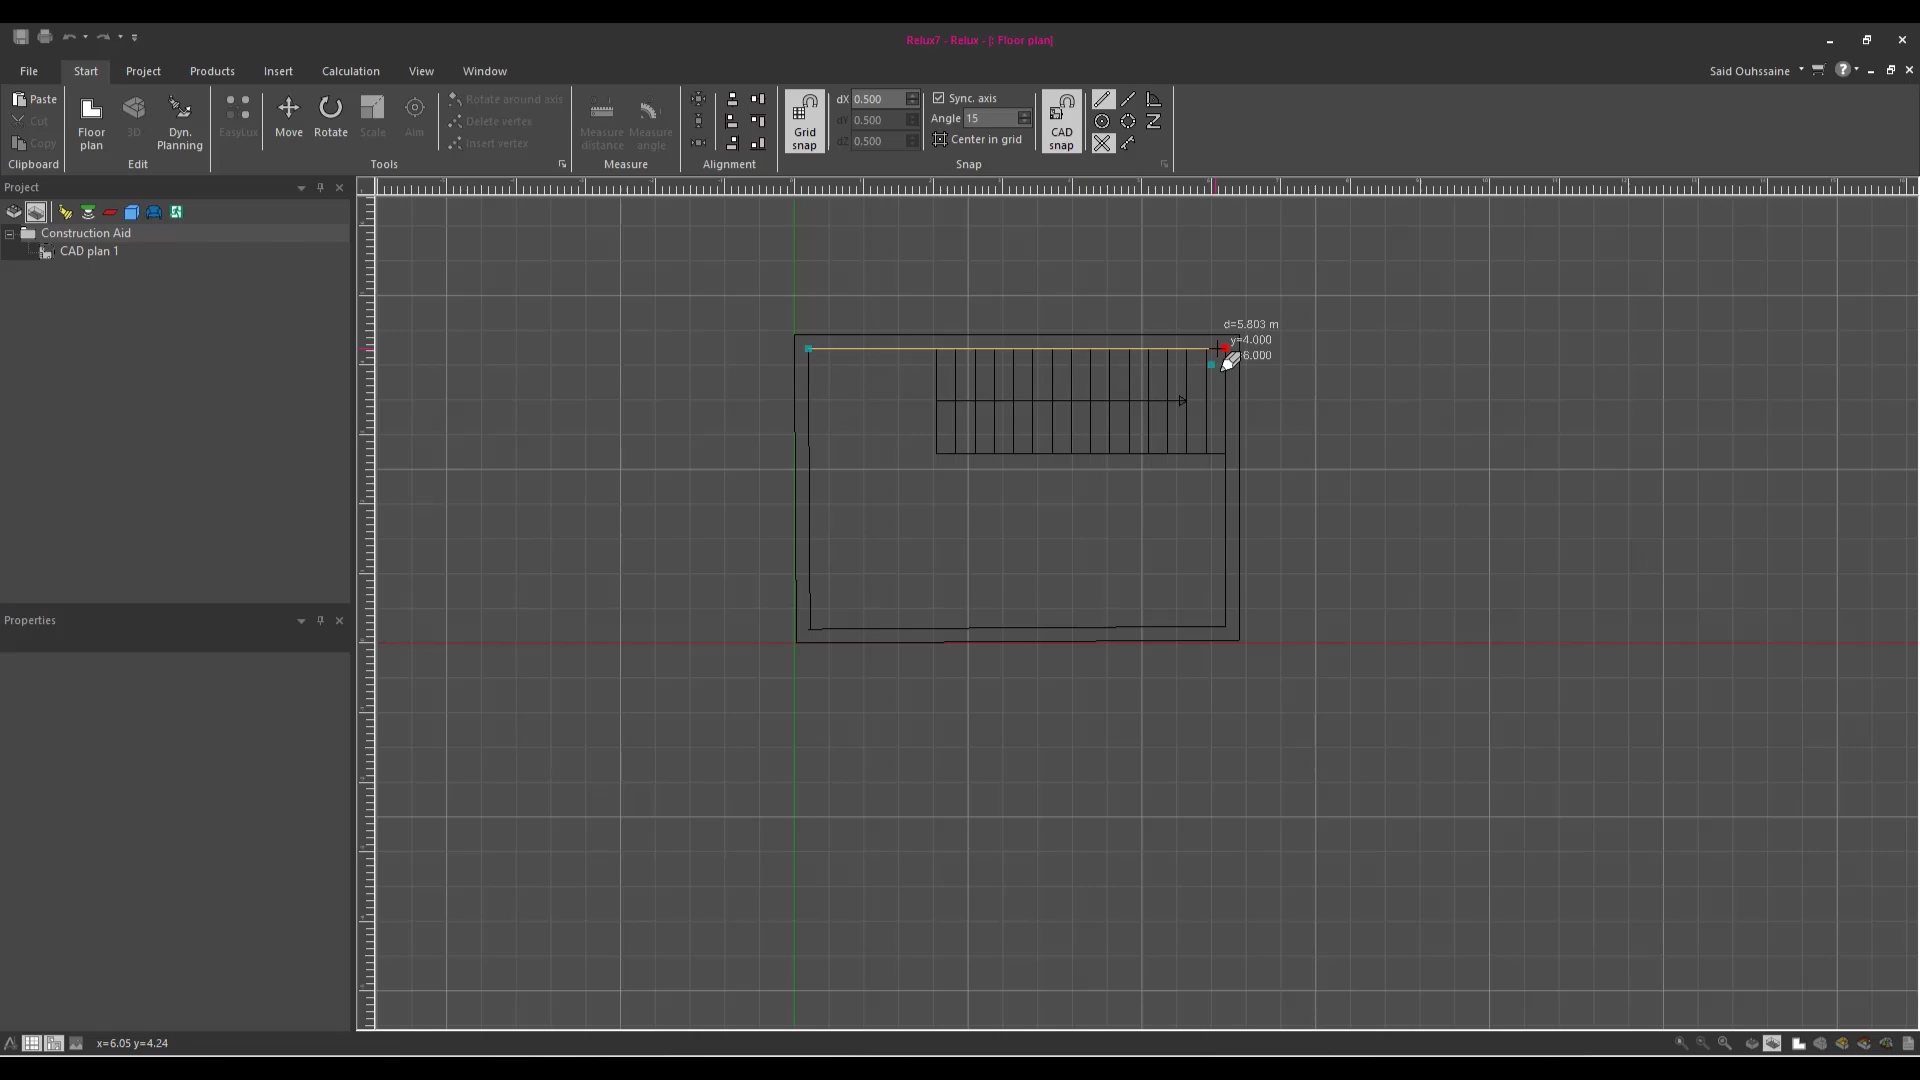 Relux7 - Relux - [: Floor plan]
File Start Project Products Insert Calculation View Window
Said Ouhssaine
Paste
Cut
Copy
Clipboard
Floor plan
3D
Dyn. Planning
Edit
EasyLux
Move
Rotate
Scale
Aim
Rotate around axis
Delete vertex
Insert vertex
Tools
Measure distance
Measure angle
Measure
Alignment
Grid snap
dX 0.500
dY 0.500
dZ 0.500
Sync. axis
Angle 15
Center in grid
CAD snap
Snap
Project
Construction Aid
CAD plan 1
Properties
d=5.803 m
y=4.000
6.000
x=6.05 y=4.24